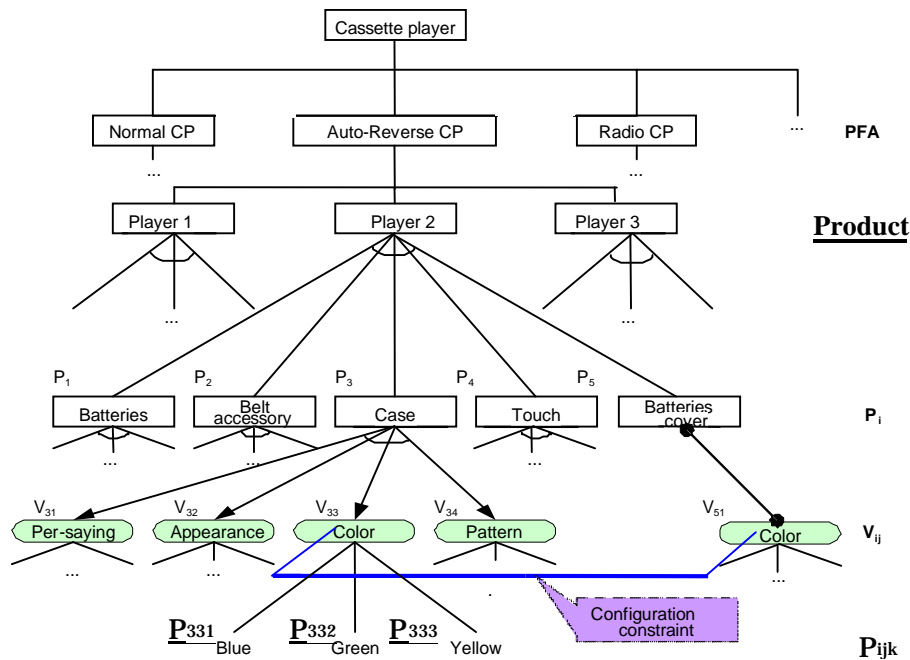 Cassette player
Normal CP
Auto-Reverse CP
Radio CP
...
PFA
...
...
Player 1
Player 2
Player 3
Product
...
...
P1
P2
P3
P4
P5
Batteries
Belt
accessory
Case
Touch
Batteries
cover
Pi
...
...
...
V31
V32
V33
V34
V51
Per-saying
Appearance
Color
Pattern
Color
Vij
...
...
...
.
Configuration
constraint
P331
Blue
P332
Green
P333
Yellow
Pijk